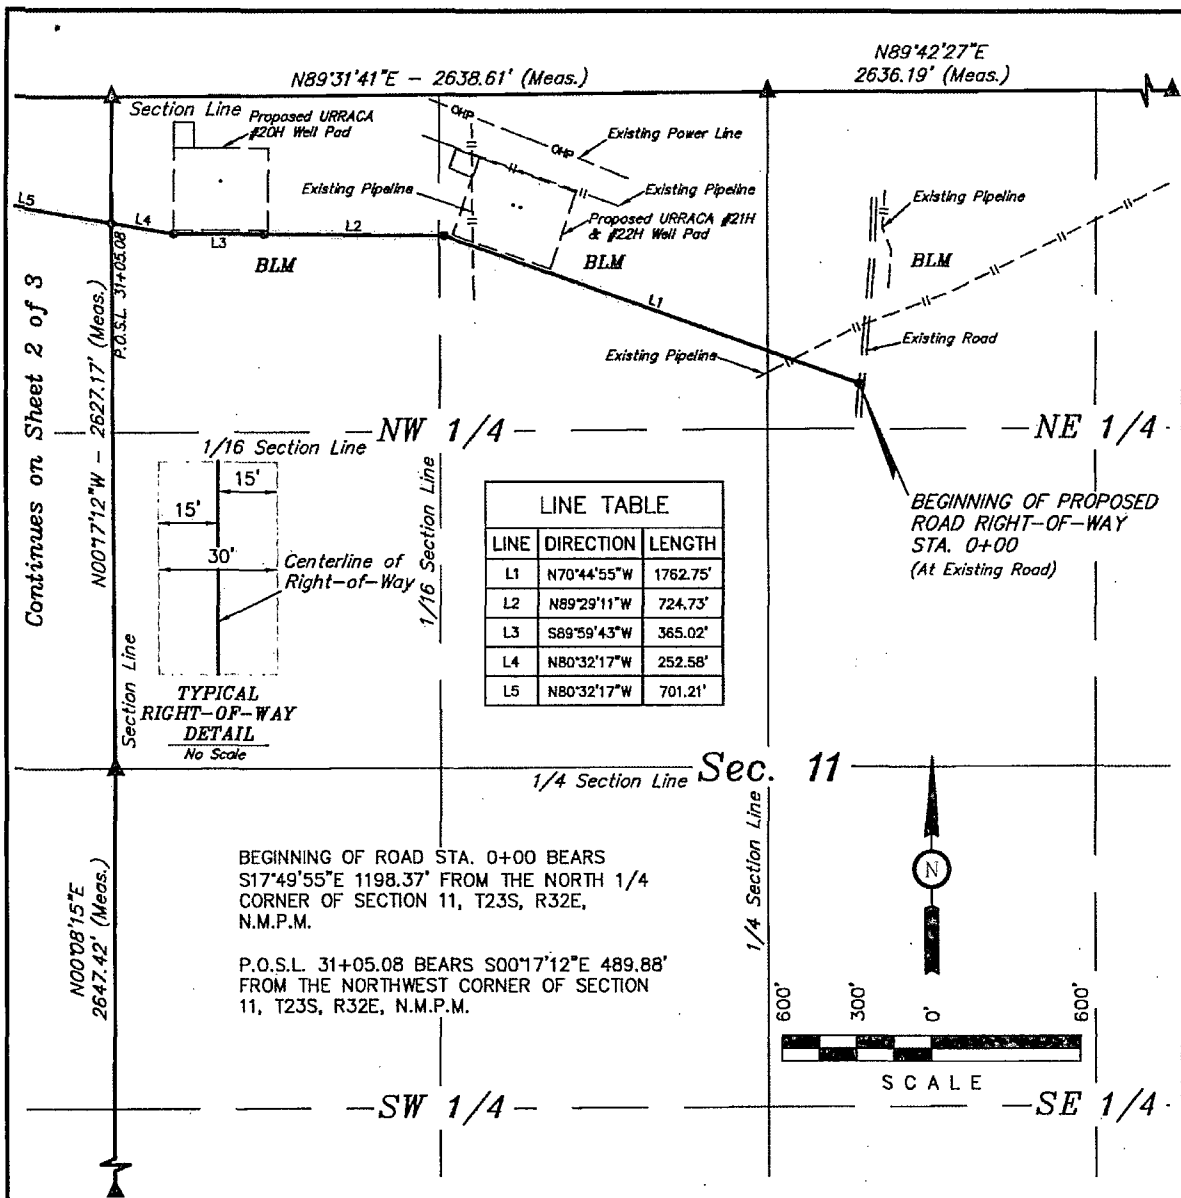 N89°42'27"E
2636.19' (Meas.)
N89°31'41"E – 2638.61' (Meas.)
Section Line
Proposed URRACA
#20H Well Pad
OHP
OHP
Existing Power Line
Existing Pipeline
Existing Pipeline
Existing Pipeline
Proposed URRACA #21H
& #22H Well Pad
L5
L4
L3
L2
L1
BLM
BLM
BLM
P.O.S.L. 31+05.08
Existing Pipeline
Existing Road
Continues on Sheet 2 of 3
N00°17'12"W – 2627.17' (Meas.)
NW 1/4
NE 1/4
1/16 Section Line
1/16 Section Line
15'
15'
30'
Centerline of
Right-of-Way
TYPICAL
RIGHT-OF-WAY
DETAIL
No Scale
Section Line
LINE TABLE
LINE DIRECTION LENGTH
L1 N70°44'55"W 1762.75'
L2 N89°29'11"W 724.73'
L3 S89°59'43"W 365.02'
L4 N80°32'17"W 252.58'
L5 N80°32'17"W 701.21'
BEGINNING OF PROPOSED
ROAD RIGHT-OF-WAY
STA. 0+00
(At Existing Road)
1/4 Section Line
Sec. 11
1/4 Section Line
N
N00°08'15"E
2647.42' (Meas.)
BEGINNING OF ROAD STA. 0+00 BEARS
S17°49'55"E 1198.37' FROM THE NORTH 1/4
CORNER OF SECTION 11, T23S, R32E,
N.M.P.M.
P.O.S.L. 31+05.08 BEARS S00°17'12"E 489.88'
FROM THE NORTHWEST CORNER OF SECTION
11, T23S, R32E, N.M.P.M.
600'
300'
0'
600'
SCALE
SW 1/4
SE 1/4